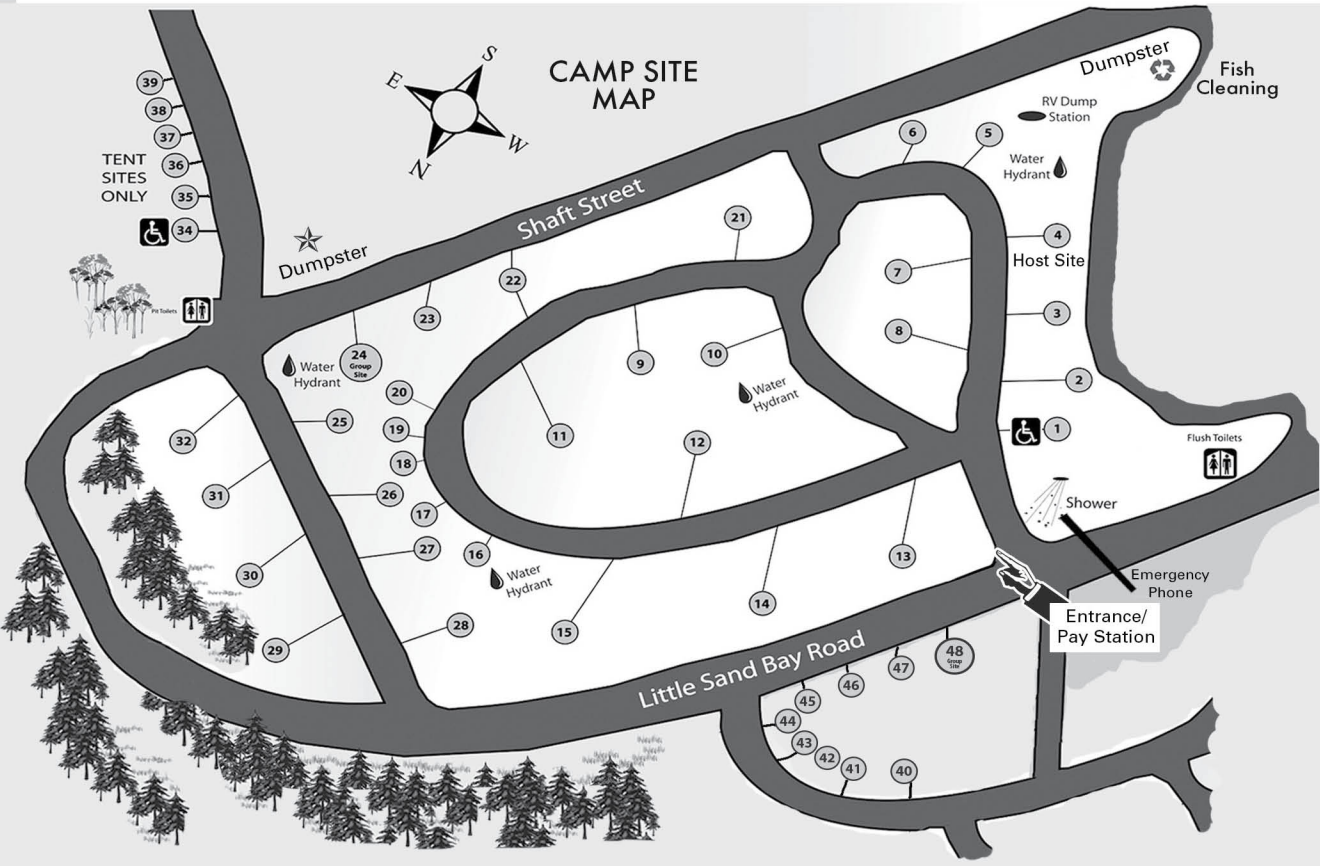 CAMP SITE
MAP
S
E
W
N
Dumpster
Fish
Cleaning
RV Dump
Station
Water
Hydrant
6
5
4
Host Site
3
2
1
Flush Toilets
Shower
Emergency
Phone
Entrance/
Pay Station
39
38
37
36
35
34
TENT
SITES
ONLY
Dumpster
Pit Toilets
Shaft Street
21
22
23
24
Group
Site
Water
Hydrant
7
8
9
10
Water
Hydrant
11
12
20
19
18
17
16
Water
Hydrant
15
14
13
25
26
27
28
32
31
30
29
Little Sand Bay Road
48
Group
Site
47
46
45
44
43
42
41
40